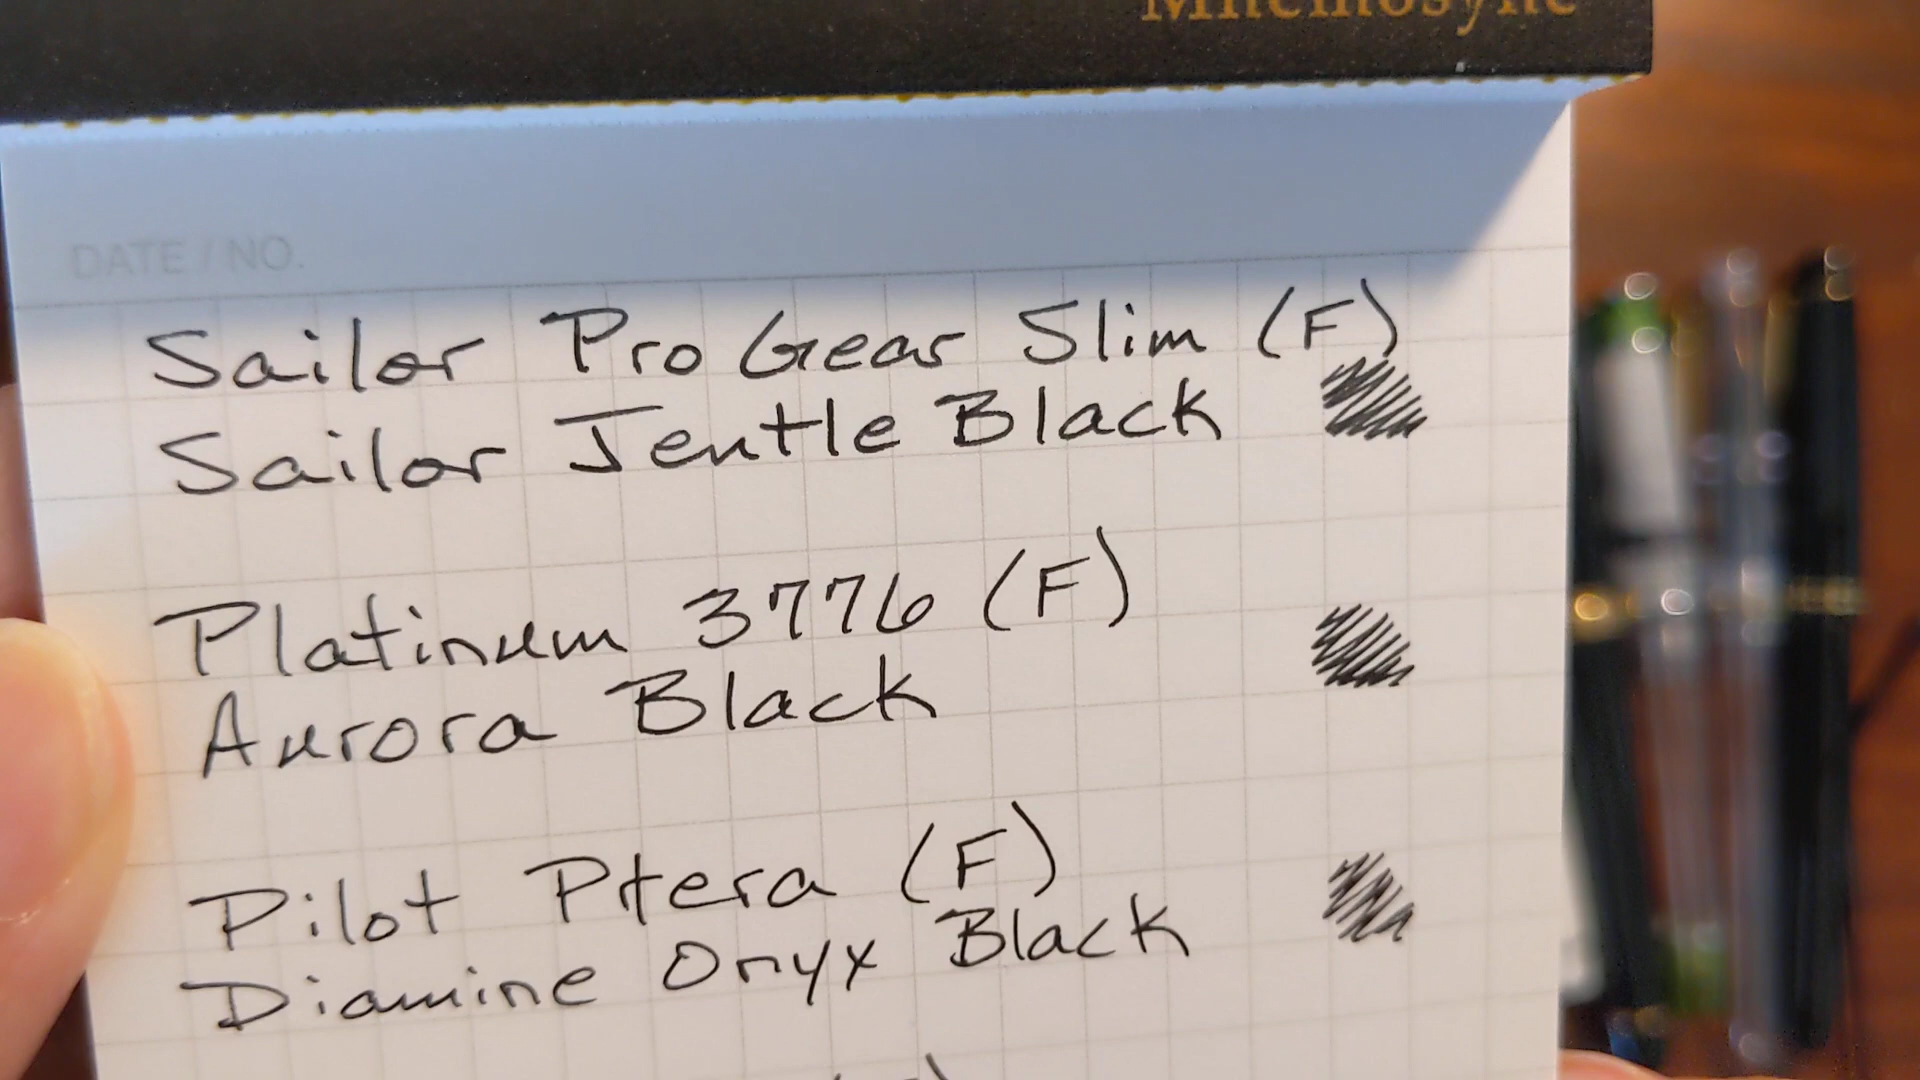 Mnemosyne
DATE / NO.
Sailor Pro Gear Slim (F)
Sailor Jentle Black
Platinum 3776 (F)
Aurora Black
Pilot Ptera (F)
Diamine Onyx Black